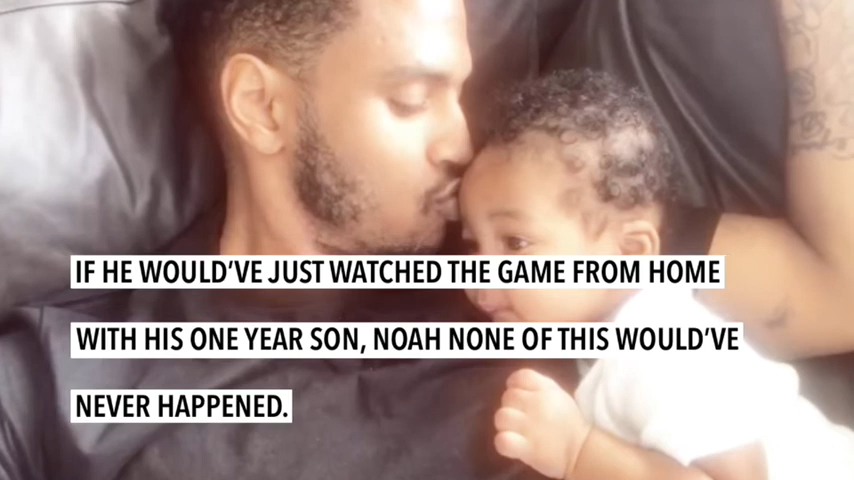 IF HE WOULD'VE JUST WATCHED THE GAME FROM HOME
WITH HIS ONE YEAR SON, NOAH NONE OF THIS WOULD'VE
NEVER HAPPENED.